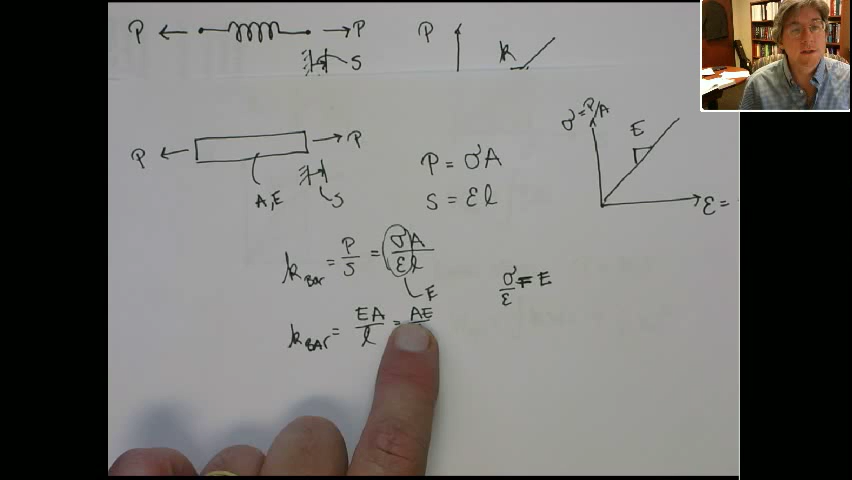 P P P k
S
σ = P/A
E
P P P = σA
A,E S S = εl ε =
k_BAR = P/S = σA/εl σ/ε = E
E
k_BAR = EA/l = AE